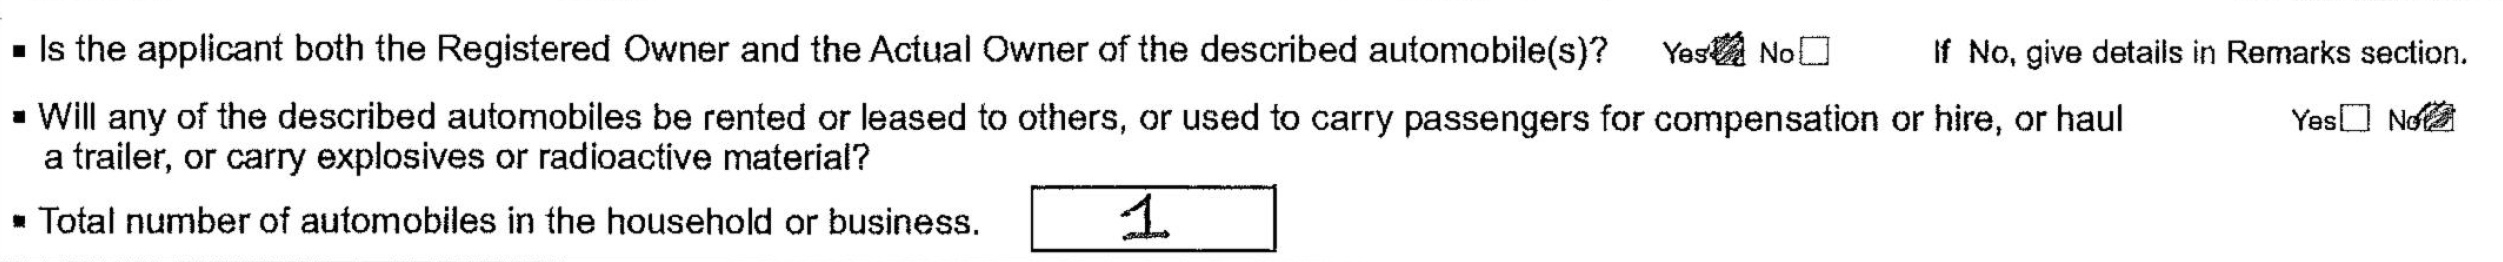 ▪ Is the applicant both the Registered Owner and the Actual Owner of the described automobile(s)? Yes☒ No☐ If No, give details in Remarks section.
▪ Will any of the described automobiles be rented or leased to others, or used to carry passengers for compensation or hire, or haul Yes☐ No☒
a trailer, or carry explosives or radioactive material?
▪ Total number of automobiles in the household or business. 1